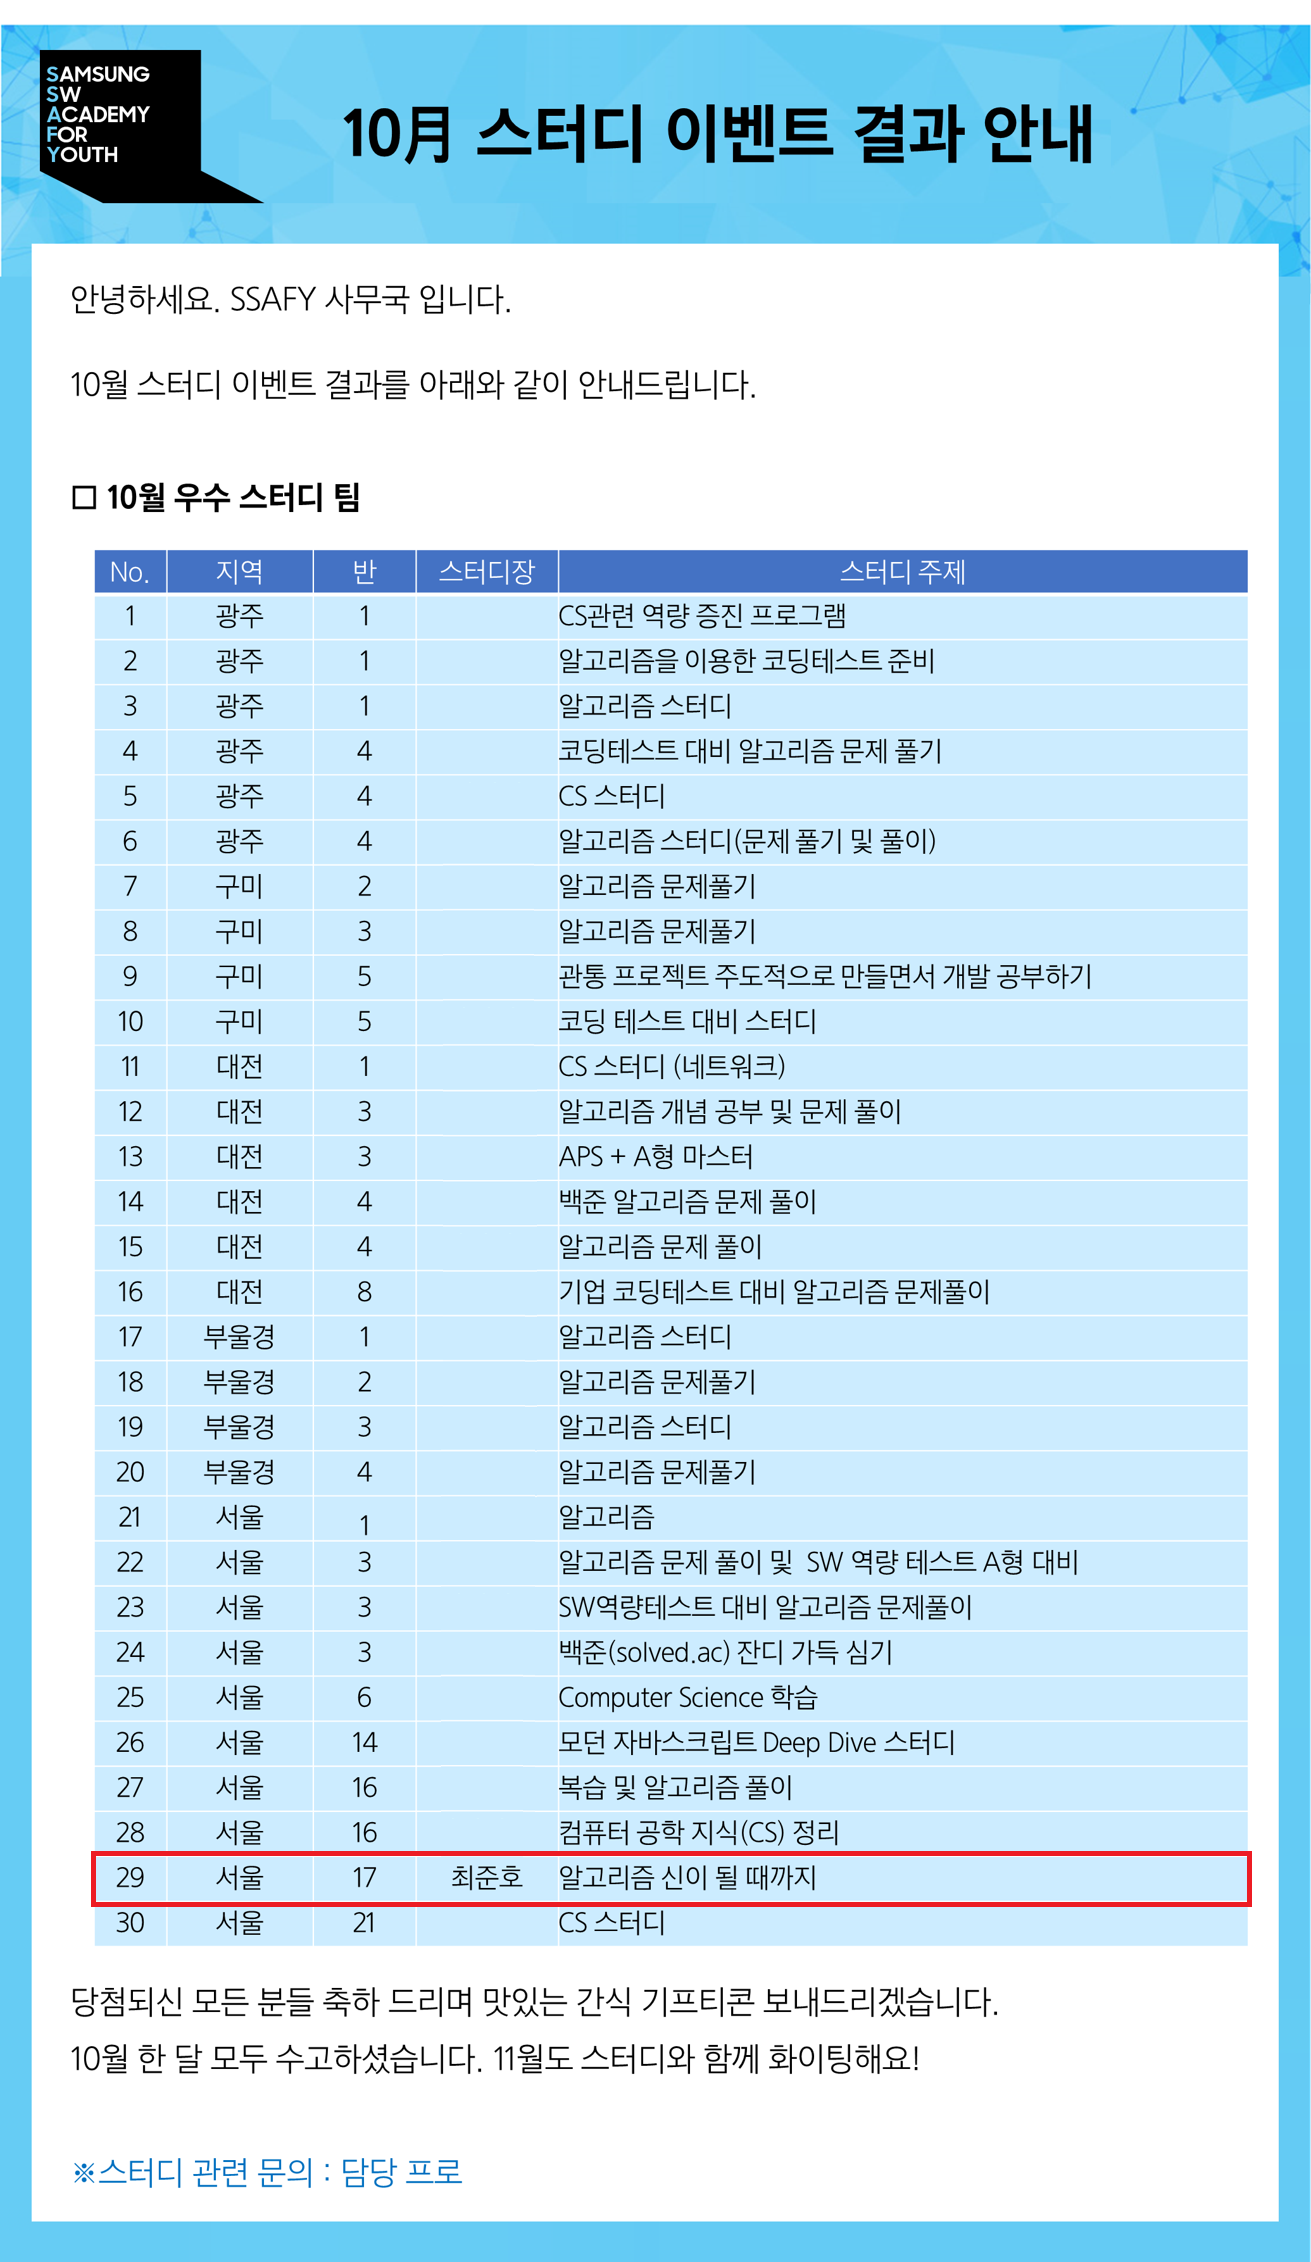 SAMSUNG
SW
ACADEMY
FOR
YOUTH
10月 스터디 이벤트 결과 안내
안녕하세요. SSAFY 사무국 입니다.
10월 스터디 이벤트 결과를 아래와 같이 안내드립니다.
□ 10월 우수 스터디 팀
No. 지역 반 스터디장 스터디 주제
1 광주 1 CS관련 역량 증진 프로그램
2 광주 1 알고리즘을 이용한 코딩테스트 준비
3 광주 1 알고리즘 스터디
4 광주 4 코딩테스트 대비 알고리즘 문제 풀기
5 광주 4 CS 스터디
6 광주 4 알고리즘 스터디(문제 풀기 및 풀이)
7 구미 2 알고리즘 문제풀기
8 구미 3 알고리즘 문제풀기
9 구미 5 관통 프로젝트 주도적으로 만들면서 개발 공부하기
10 구미 5 코딩 테스트 대비 스터디
11 대전 1 CS 스터디 (네트워크)
12 대전 3 알고리즘 개념 공부 및 문제 풀이
13 대전 3 APS + A형 마스터
14 대전 4 백준 알고리즘 문제 풀이
15 대전 4 알고리즘 문제 풀이
16 대전 8 기업 코딩테스트 대비 알고리즘 문제풀이
17 부울경 1 알고리즘 스터디
18 부울경 2 알고리즘 문제풀기
19 부울경 3 알고리즘 스터디
20 부울경 4 알고리즘 문제풀기
21 서울 1 알고리즘
22 서울 3 알고리즘 문제 풀이 및 SW 역량 테스트 A형 대비
23 서울 3 SW역량테스트 대비 알고리즘 문제풀이
24 서울 3 백준(solved.ac) 잔디 가득 심기
25 서울 6 Computer Science 학습
26 서울 14 모던 자바스크립트 Deep Dive 스터디
27 서울 16 복습 및 알고리즘 풀이
28 서울 16 컴퓨터 공학 지식(CS) 정리
29 서울 17 최준호 알고리즘 신이 될 때까지
30 서울 21 CS 스터디
당첨되신 모든 분들 축하 드리며 맛있는 간식 기프티콘 보내드리겠습니다.
10월 한 달 모두 수고하셨습니다. 11월도 스터디와 함께 화이팅해요!
※스터디 관련 문의 : 담당 프로